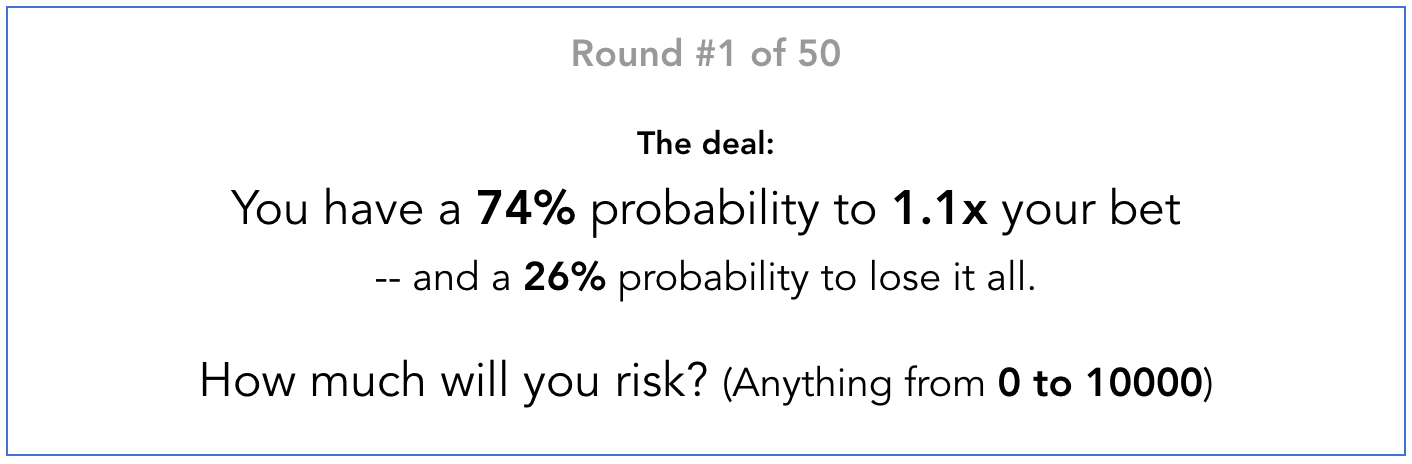 Round #1 of 50
The deal:
You have a 74% probability to 1.1x your bet
-- and a 26% probability to lose it all.
How much will you risk? (Anything from 0 to 10000)